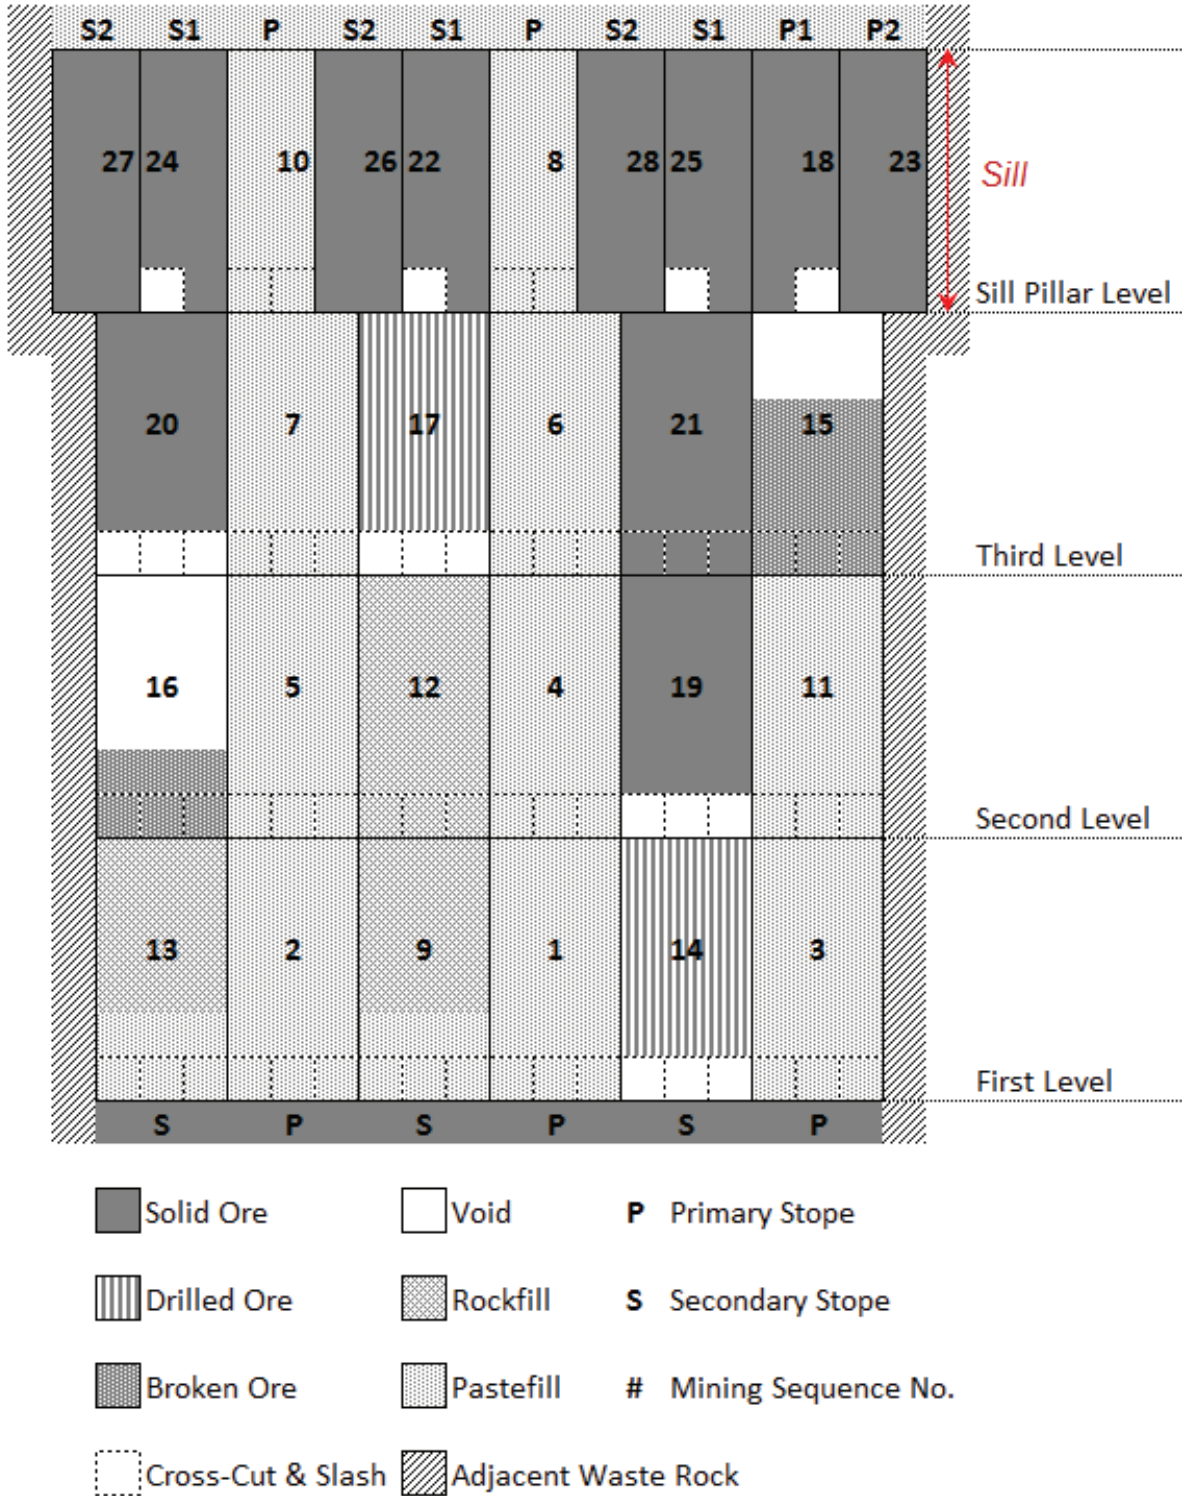 S2 S1 P S2 S1 P S2 S1 P1 P2
27 24 10 26 22 8 28 25 18 23
Sill
Sill Pillar Level
20 7 17 6 21 15
Third Level
16 5 12 4 19 11
Second Level
13 2 9 1 14 3
First Level
S P S P S P
Solid Ore Void P Primary Stope
Drilled Ore Rockfill S Secondary Stope
Broken Ore Pastefill # Mining Sequence No.
Cross-Cut & Slash Adjacent Waste Rock